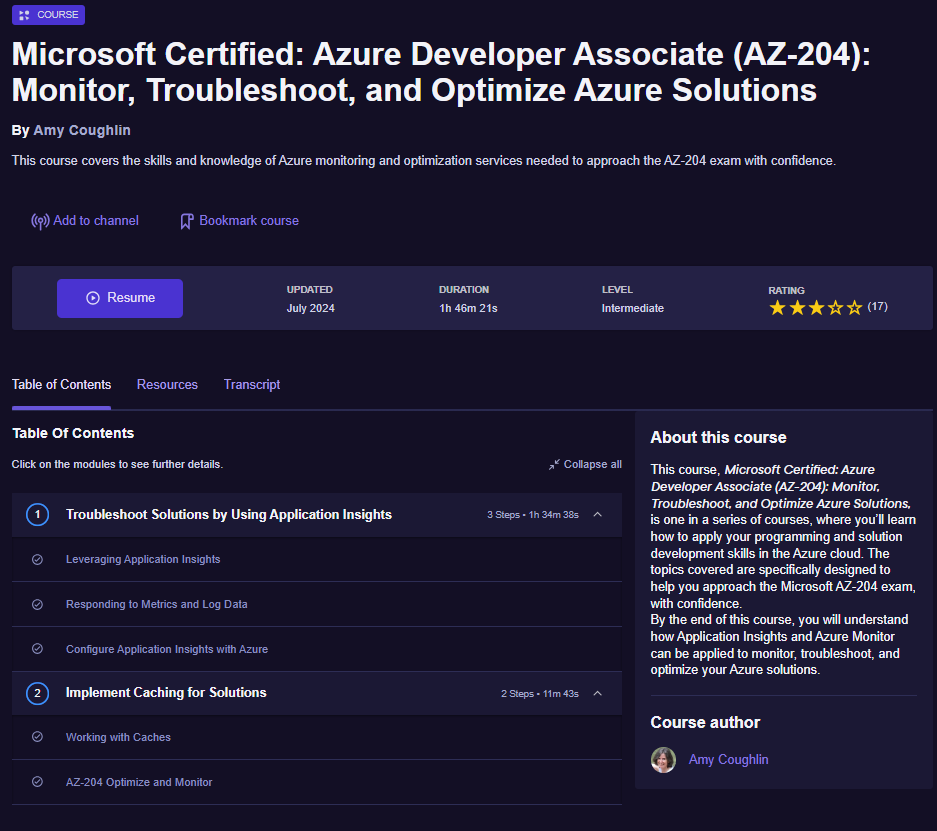 COURSE
Microsoft Certified: Azure Developer Associate (AZ-204):
Monitor, Troubleshoot, and Optimize Azure Solutions
By Amy Coughlin
This course covers the skills and knowledge of Azure monitoring and optimization services needed to approach the AZ-204 exam with confidence.
Add to channel
Bookmark course
Resume
UPDATED
July 2024
DURATION
1h 46m 21s
LEVEL
Intermediate
RATING
(17)
Table of Contents
Resources
Transcript
Table Of Contents
Click on the modules to see further details.
Collapse all
1
Troubleshoot Solutions by Using Application Insights
3 Steps • 1h 34m 38s
Leveraging Application Insights
Responding to Metrics and Log Data
Configure Application Insights with Azure
2
Implement Caching for Solutions
2 Steps • 11m 43s
Working with Caches
AZ-204 Optimize and Monitor
About this course
This course, Microsoft Certified: Azure
Developer Associate (AZ-204): Monitor,
Troubleshoot, and Optimize Azure Solutions,
is one in a series of courses, where you'll learn
how to apply your programming and solution
development skills in the Azure cloud. The
topics covered are specifically designed to
help you approach the Microsoft AZ-204 exam,
with confidence.
By the end of this course, you will understand
how Application Insights and Azure Monitor
can be applied to monitor, troubleshoot, and
optimize your Azure solutions.
Course author
Amy Coughlin